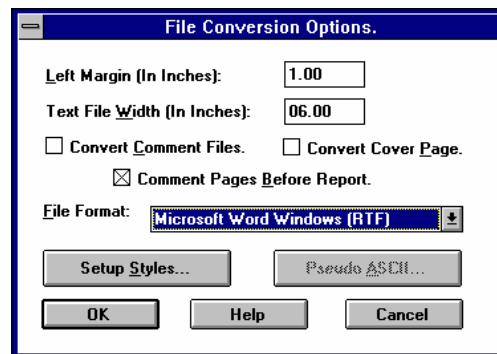 File Conversion Options.
Left Margin (In Inches): 1.00
Text File Width (In Inches): 06.00
Convert Comment Files. Convert Cover Page.
Comment Pages Before Report.
File Format: Microsoft Word Windows (RTF)
Setup Styles... Pseudo ASCII...
OK Help Cancel